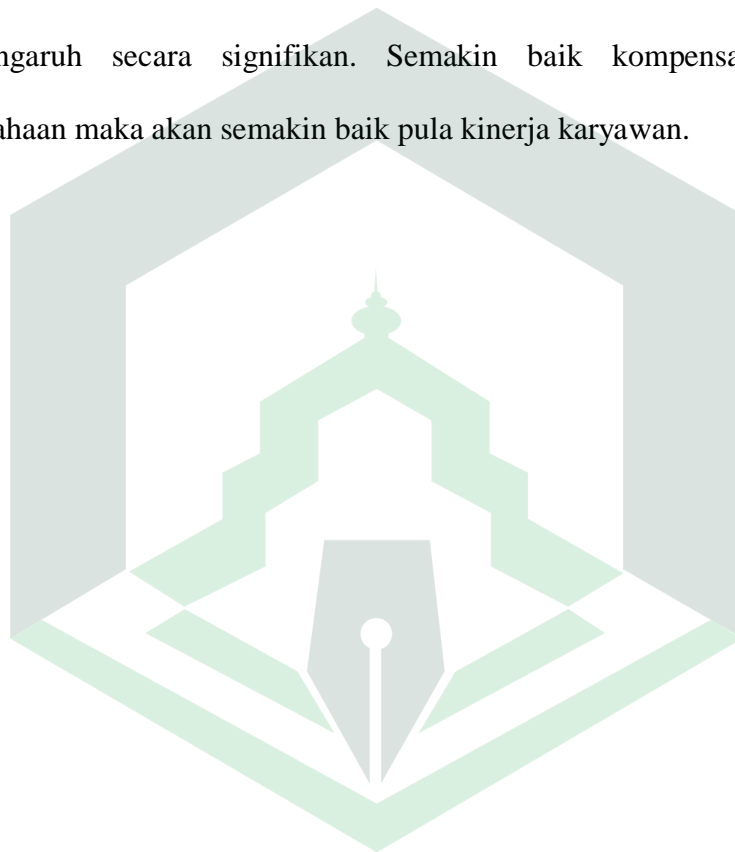 ngaruh secara signifikan. Semakin baik kompensa
ahaan maka akan semakin baik pula kinerja karyawan.